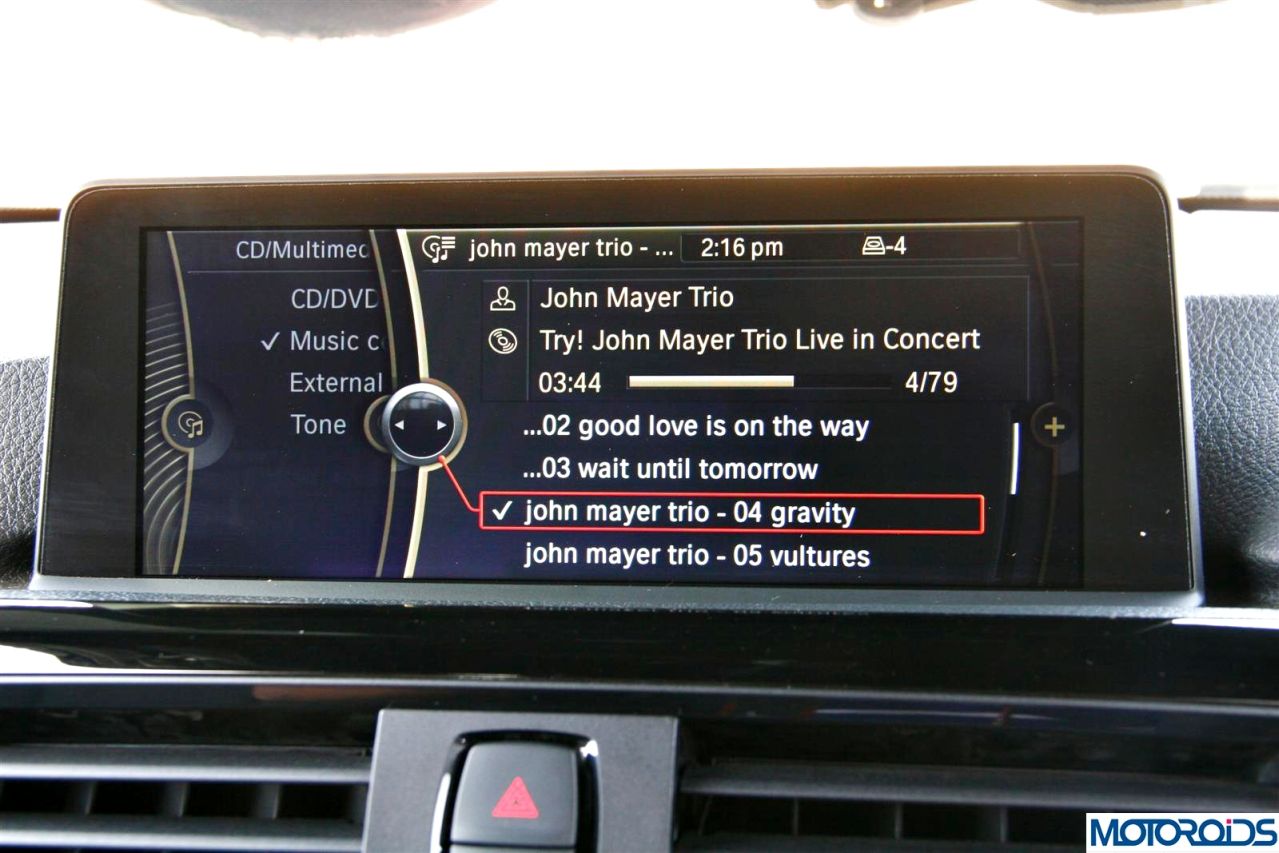 CD/Multimed
john mayer trio - ...
2:16 pm
-4
CD/DVD
✓ Music c
External
Tone
John Mayer Trio
Try! John Mayer Trio Live in Concert
03:44
4/79
...02 good love is on the way
...03 wait until tomorrow
✓ john mayer trio - 04 gravity
john mayer trio - 05 vultures
MOTOROiDS